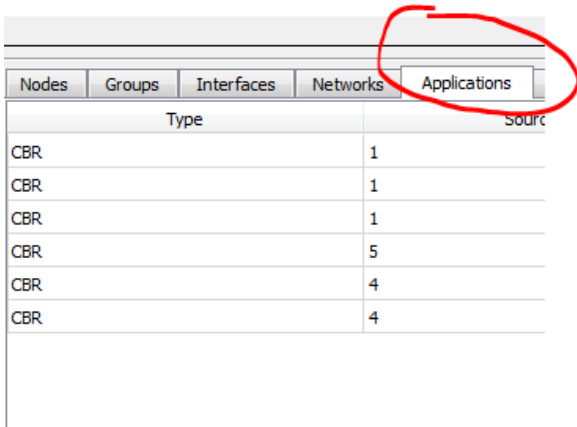 Nodes Groups Interfaces Networks Applications
Type
CBR 1
CBR 1
CBR 1
CBR 5
CBR 4
CBR 4